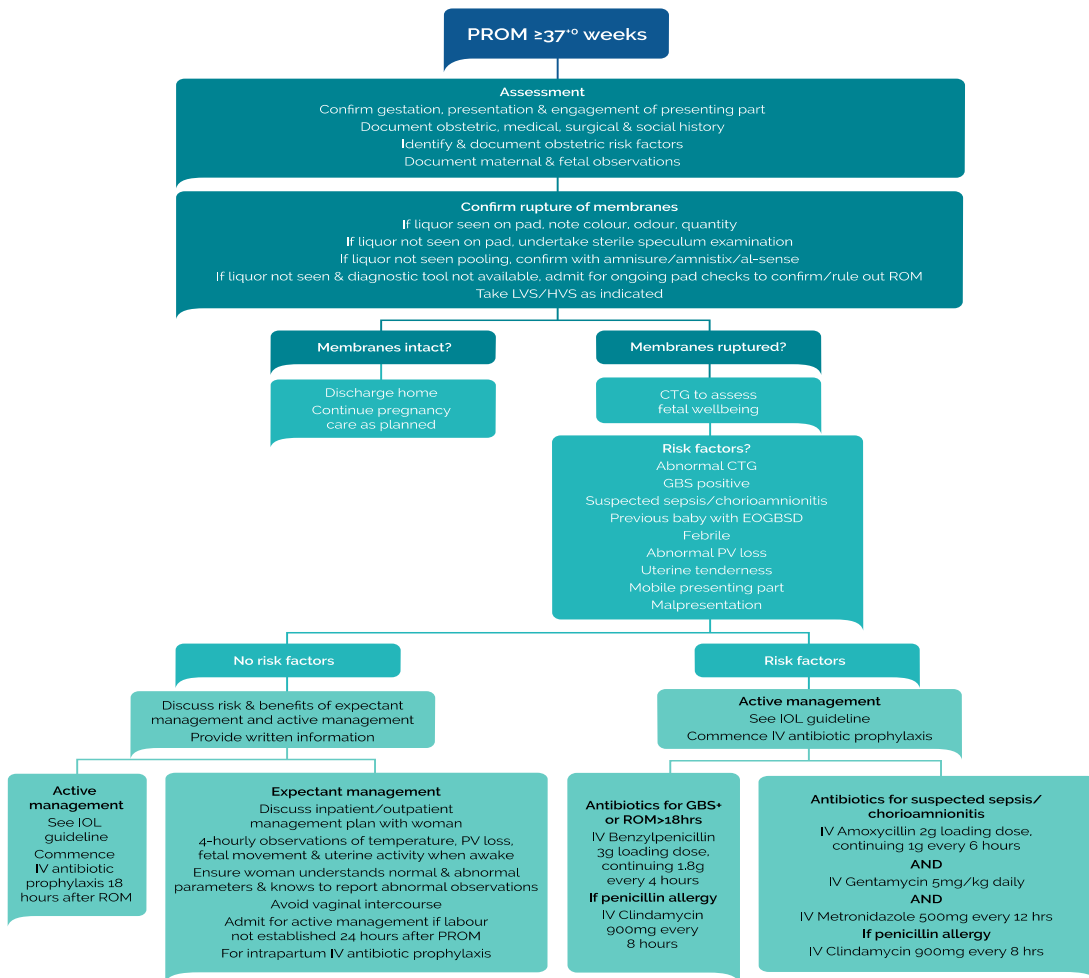 PROM ≥37⁺⁰ weeks
Assessment
Confirm gestation, presentation & engagement of presenting part
Document obstetric, medical, surgical & social history
Identify & document obstetric risk factors
Document maternal & fetal observations
Confirm rupture of membranes
If liquor seen on pad, note colour, odour, quantity
If liquor not seen on pad, undertake sterile speculum examination
If liquor not seen pooling, confirm with amnisure/amnistix/al-sense
If liquor not seen & diagnostic tool not available, admit for ongoing pad checks to confirm/rule out ROM
Take LVS/HVS as indicated
Membranes intact?
Discharge home
Continue pregnancy
care as planned
Membranes ruptured?
CTG to assess
fetal wellbeing
Risk factors?
Abnormal CTG
GBS positive
Suspected sepsis/chorioamnionitis
Previous baby with EOGBSD
Febrile
Abnormal PV loss
Uterine tenderness
Mobile presenting part
Malpresentation
No risk factors
Discuss risk & benefits of expectant
management and active management
Provide written information
Active
management
See IOL
guideline
Commence
IV antibiotic
prophylaxis 18
hours after ROM
Expectant management
Discuss inpatient/outpatient
management plan with woman
4-hourly observations of temperature, PV loss,
fetal movement & uterine activity when awake
Ensure woman understands normal & abnormal
parameters & knows to report abnormal observations
Avoid vaginal intercourse
Admit for active management if labour
not established 24 hours after PROM
For intrapartum IV antibiotic prophylaxis
Risk factors
Active management
See IOL guideline
Commence IV antibiotic prophylaxis
Antibiotics for GBS+
or ROM>18hrs
IV Benzylpenicillin
3g loading dose,
continuing 1.8g
every 4 hours
If penicillin allergy
IV Clindamycin
900mg every
8 hours
Antibiotics for suspected sepsis/
chorioamnionitis
IV Amoxycillin 2g loading dose,
continuing 1g every 6 hours
AND
IV Gentamycin 5mg/kg daily
AND
IV Metronidazole 500mg every 12 hrs
If penicillin allergy
IV Clindamycin 900mg every 8 hrs